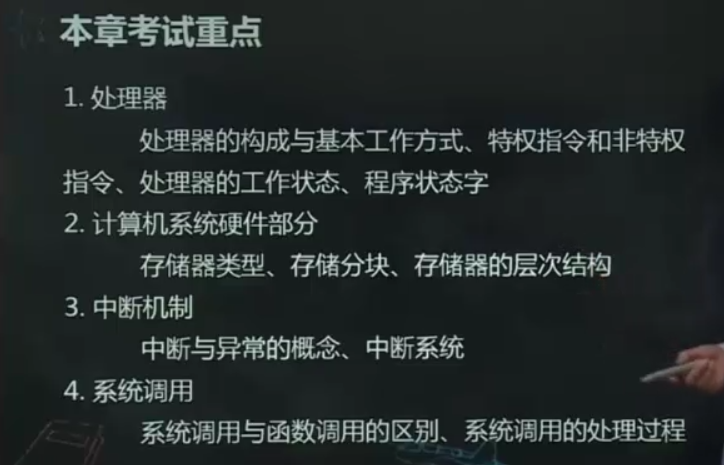 本章考试重点
1. 处理器
处理器的构成与基本工作方式、特权指令和非特权
指令、处理器的工作状态、程序状态字
2. 计算机系统硬件部分
存储器类型、存储分块、存储器的层次结构
3. 中断机制
中断与异常的概念、中断系统
4. 系统调用
系统调用与函数调用的区别、系统调用的处理过程